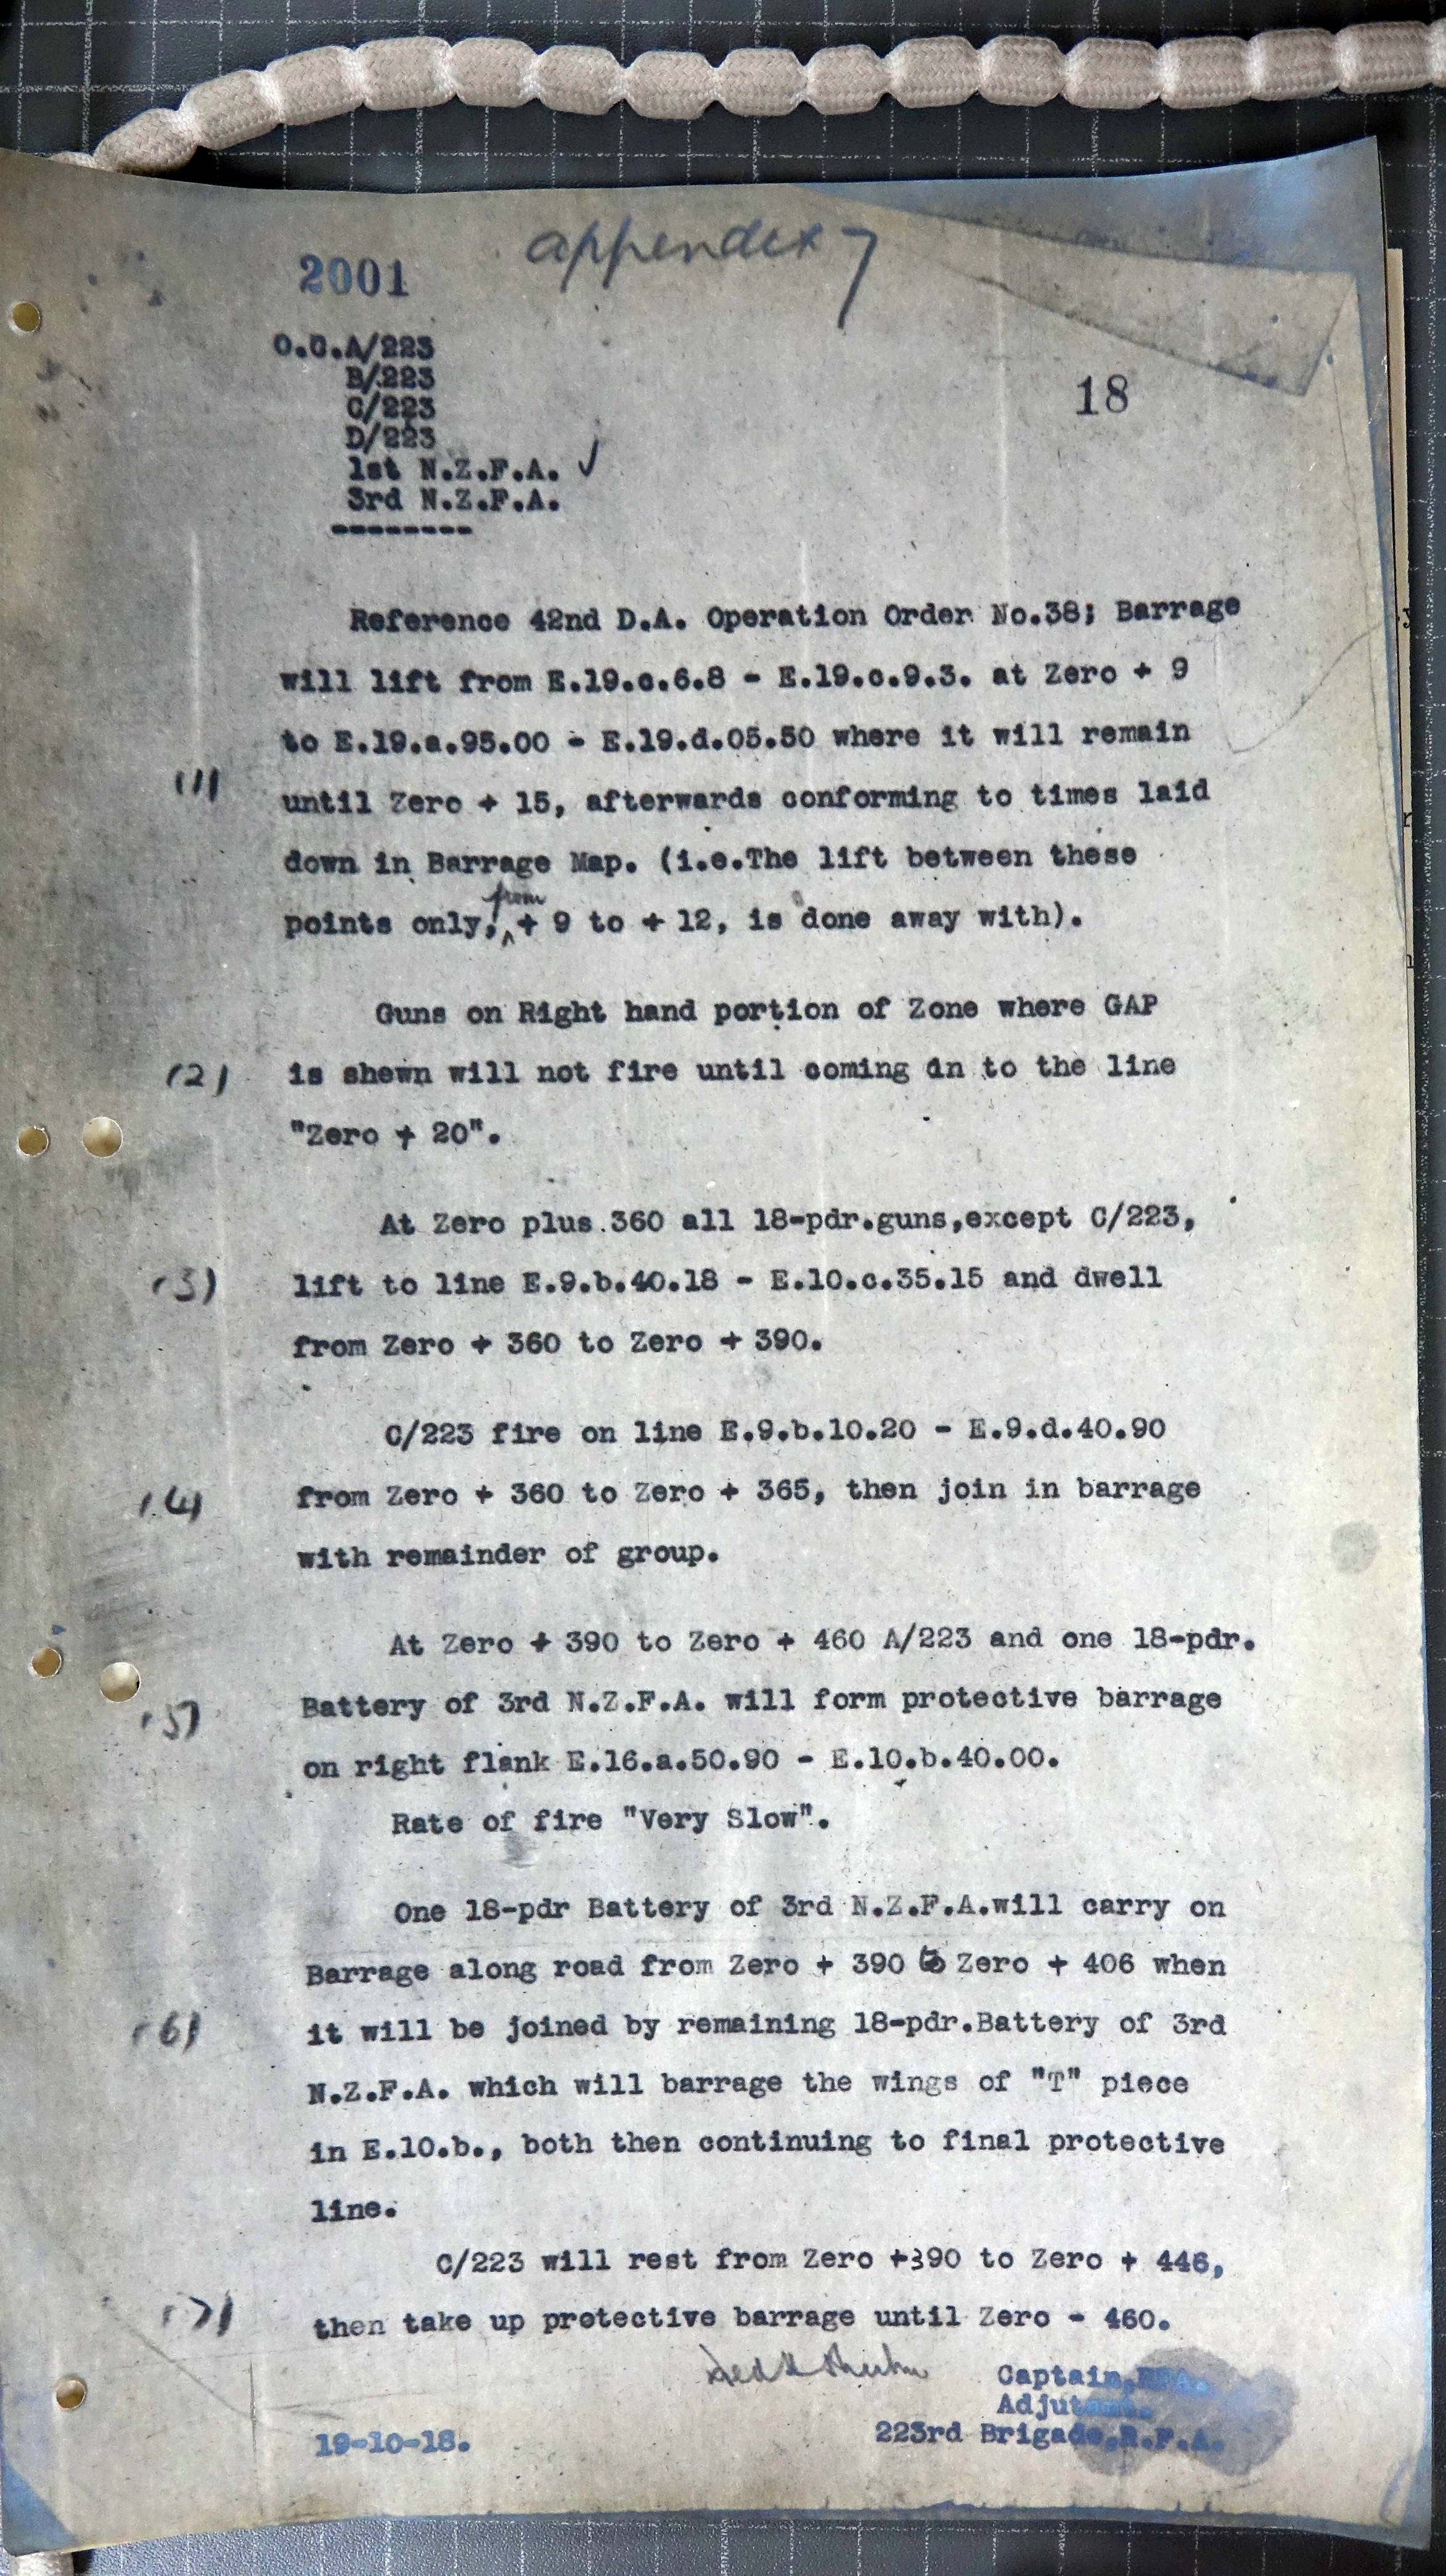 appendex 7
2001
O.C.A/223
B/223
C/223
18
D/223
1st N.Z.F.A. ✓
3rd N.Z.F.A.
--------
Reference 42nd D.A. Operation Order No.38; Barrage
will lift from E.19.c.6.8 - E.19.c.9.3. at Zero + 9
to E.19.a.95.00 - E.19.d.05.50 where it will remain
(1) until Zero + 15, afterwards conforming to times laid
down in Barrage Map. (i.e.The lift between these
points only, from + 9 to + 12, is done away with).
Guns on Right hand portion of Zone where GAP
(2) is shewn will not fire until coming in to the line
"Zero + 20".
At Zero plus 360 all 18-pdr.guns,except C/223,
(3) lift to line E.9.b.40.18 - E.10.c.35.15 and dwell
from Zero + 360 to Zero + 390.
C/223 fire on line E.9.b.10.20 - E.9.d.40.90
(4) from Zero + 360 to Zero + 365, then join in barrage
with remainder of group.
At Zero + 390 to Zero + 460 A/223 and one 18-pdr.
(5) Battery of 3rd N.Z.F.A. will form protective barrage
on right flank E.16.a.50.90 - E.10.b.40.00.
Rate of fire "Very Slow".
One 18-pdr Battery of 3rd N.Z.F.A.will carry on
Barrage along road from Zero + 390 to Zero + 406 when
(6) it will be joined by remaining 18-pdr.Battery of 3rd
N.Z.F.A. which will barrage the wings of "T" piece
in E.10.b., both then continuing to final protective
line.
C/223 will rest from Zero +390 to Zero + 446,
(7) then take up protective barrage until Zero - 460.
Captain,RFA.
Adjutant.
223rd Brigade,R.F.A.
19-10-18.